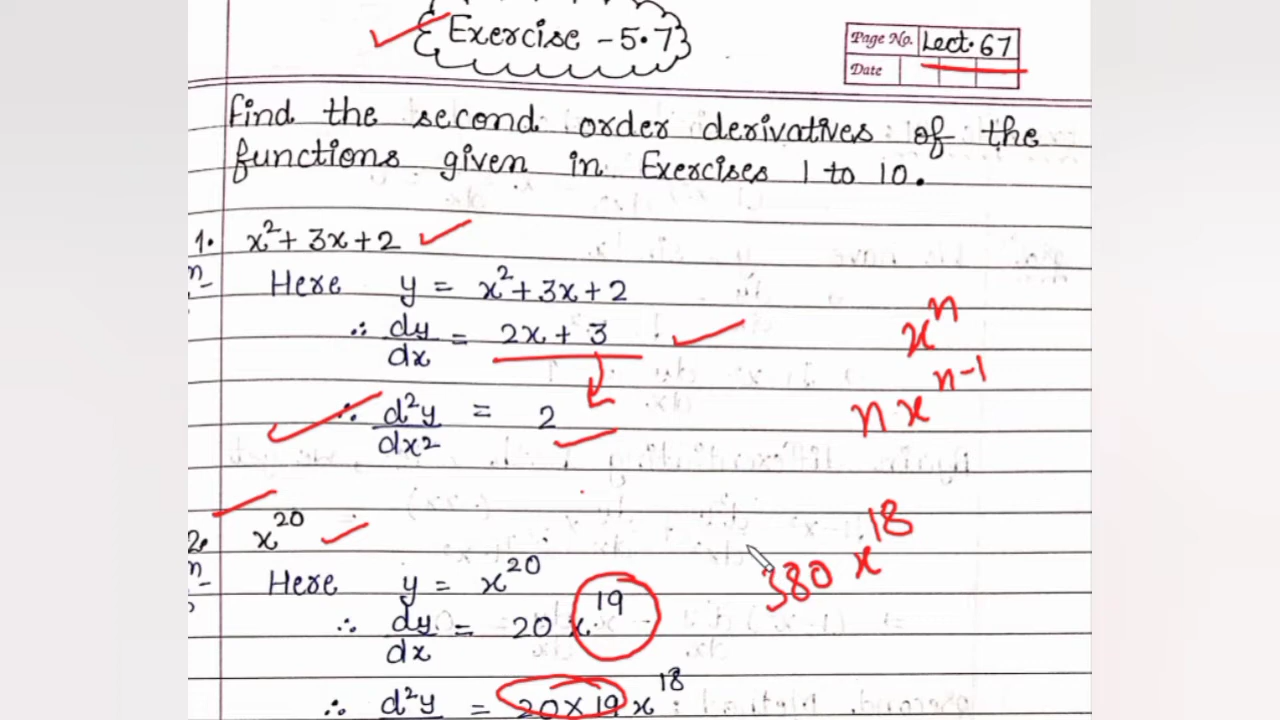 Exercise - 5.7
Page No. Lect. 67
Date
Find the second order derivatives of the
functions given in Exercises 1 to 10.
1. x²+ 3x+2
Here y = x²+3x+2
∴ dy/dx = 2x + 3
xⁿ
n xⁿ⁻¹
∴ d²y/dx² = 2
2. x²⁰
380 x¹⁸
Here y = x²⁰
∴ dy/dx = 20 x¹⁹
∴ d²y = 20×19 x¹⁸